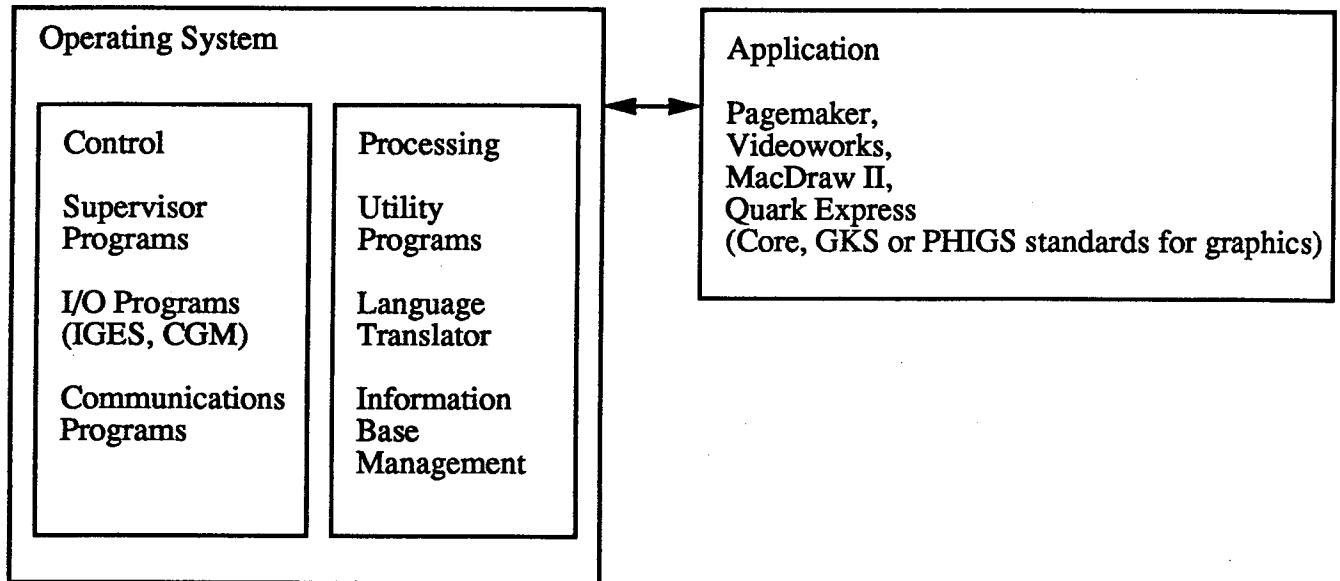 Operating System
Control
Supervisor
Programs
I/O Programs
(IGES, CGM)
Communications
Programs
Processing
Utility
Programs
Language
Translator
Information
Base
Management
Application
Pagemaker,
Videoworks,
MacDraw II,
Quark Express
(Core, GKS or PHIGS standards for graphics)